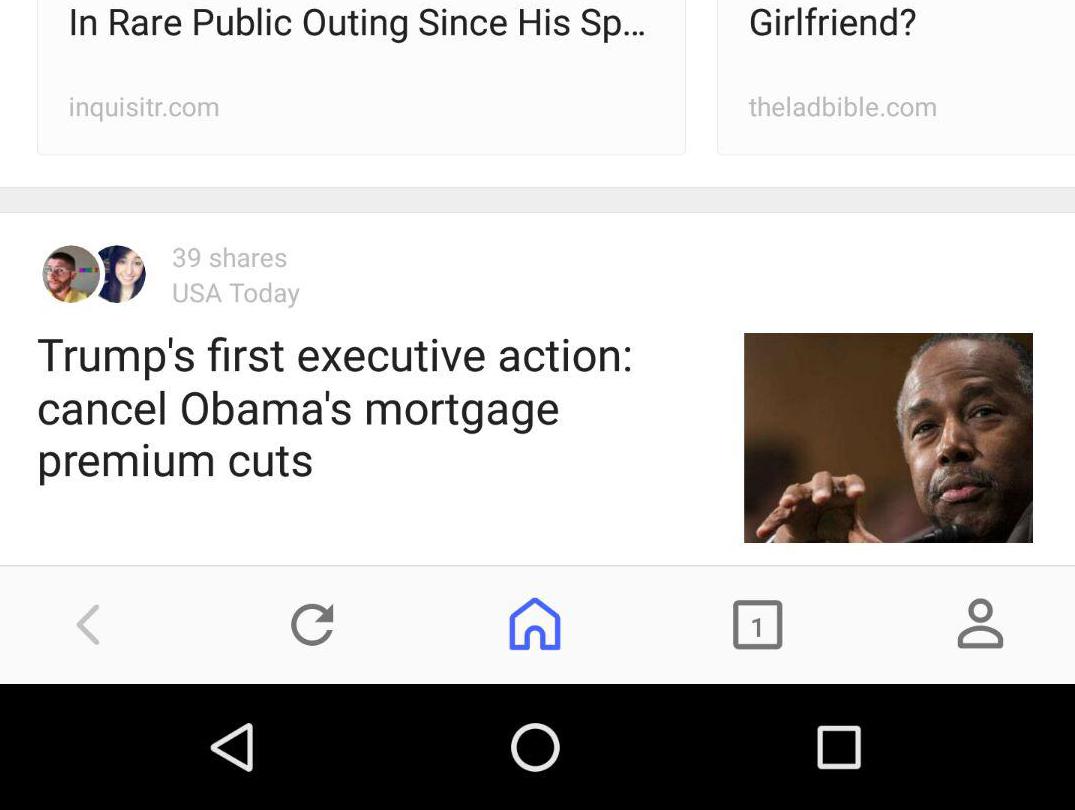 In Rare Public Outing Since His Sp...
Girlfriend?
inquisitr.com
theladbible.com
39 shares
USA Today
Trump's first executive action:
cancel Obama's mortgage
premium cuts
1